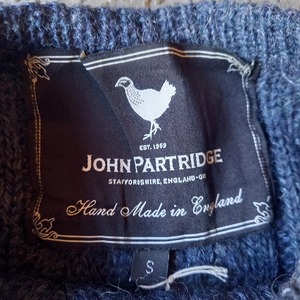 EST. 1969
JOHN PARTRIDGE
STAFFORDSHIRE, ENGLAND-GB
Hand Made in England
S